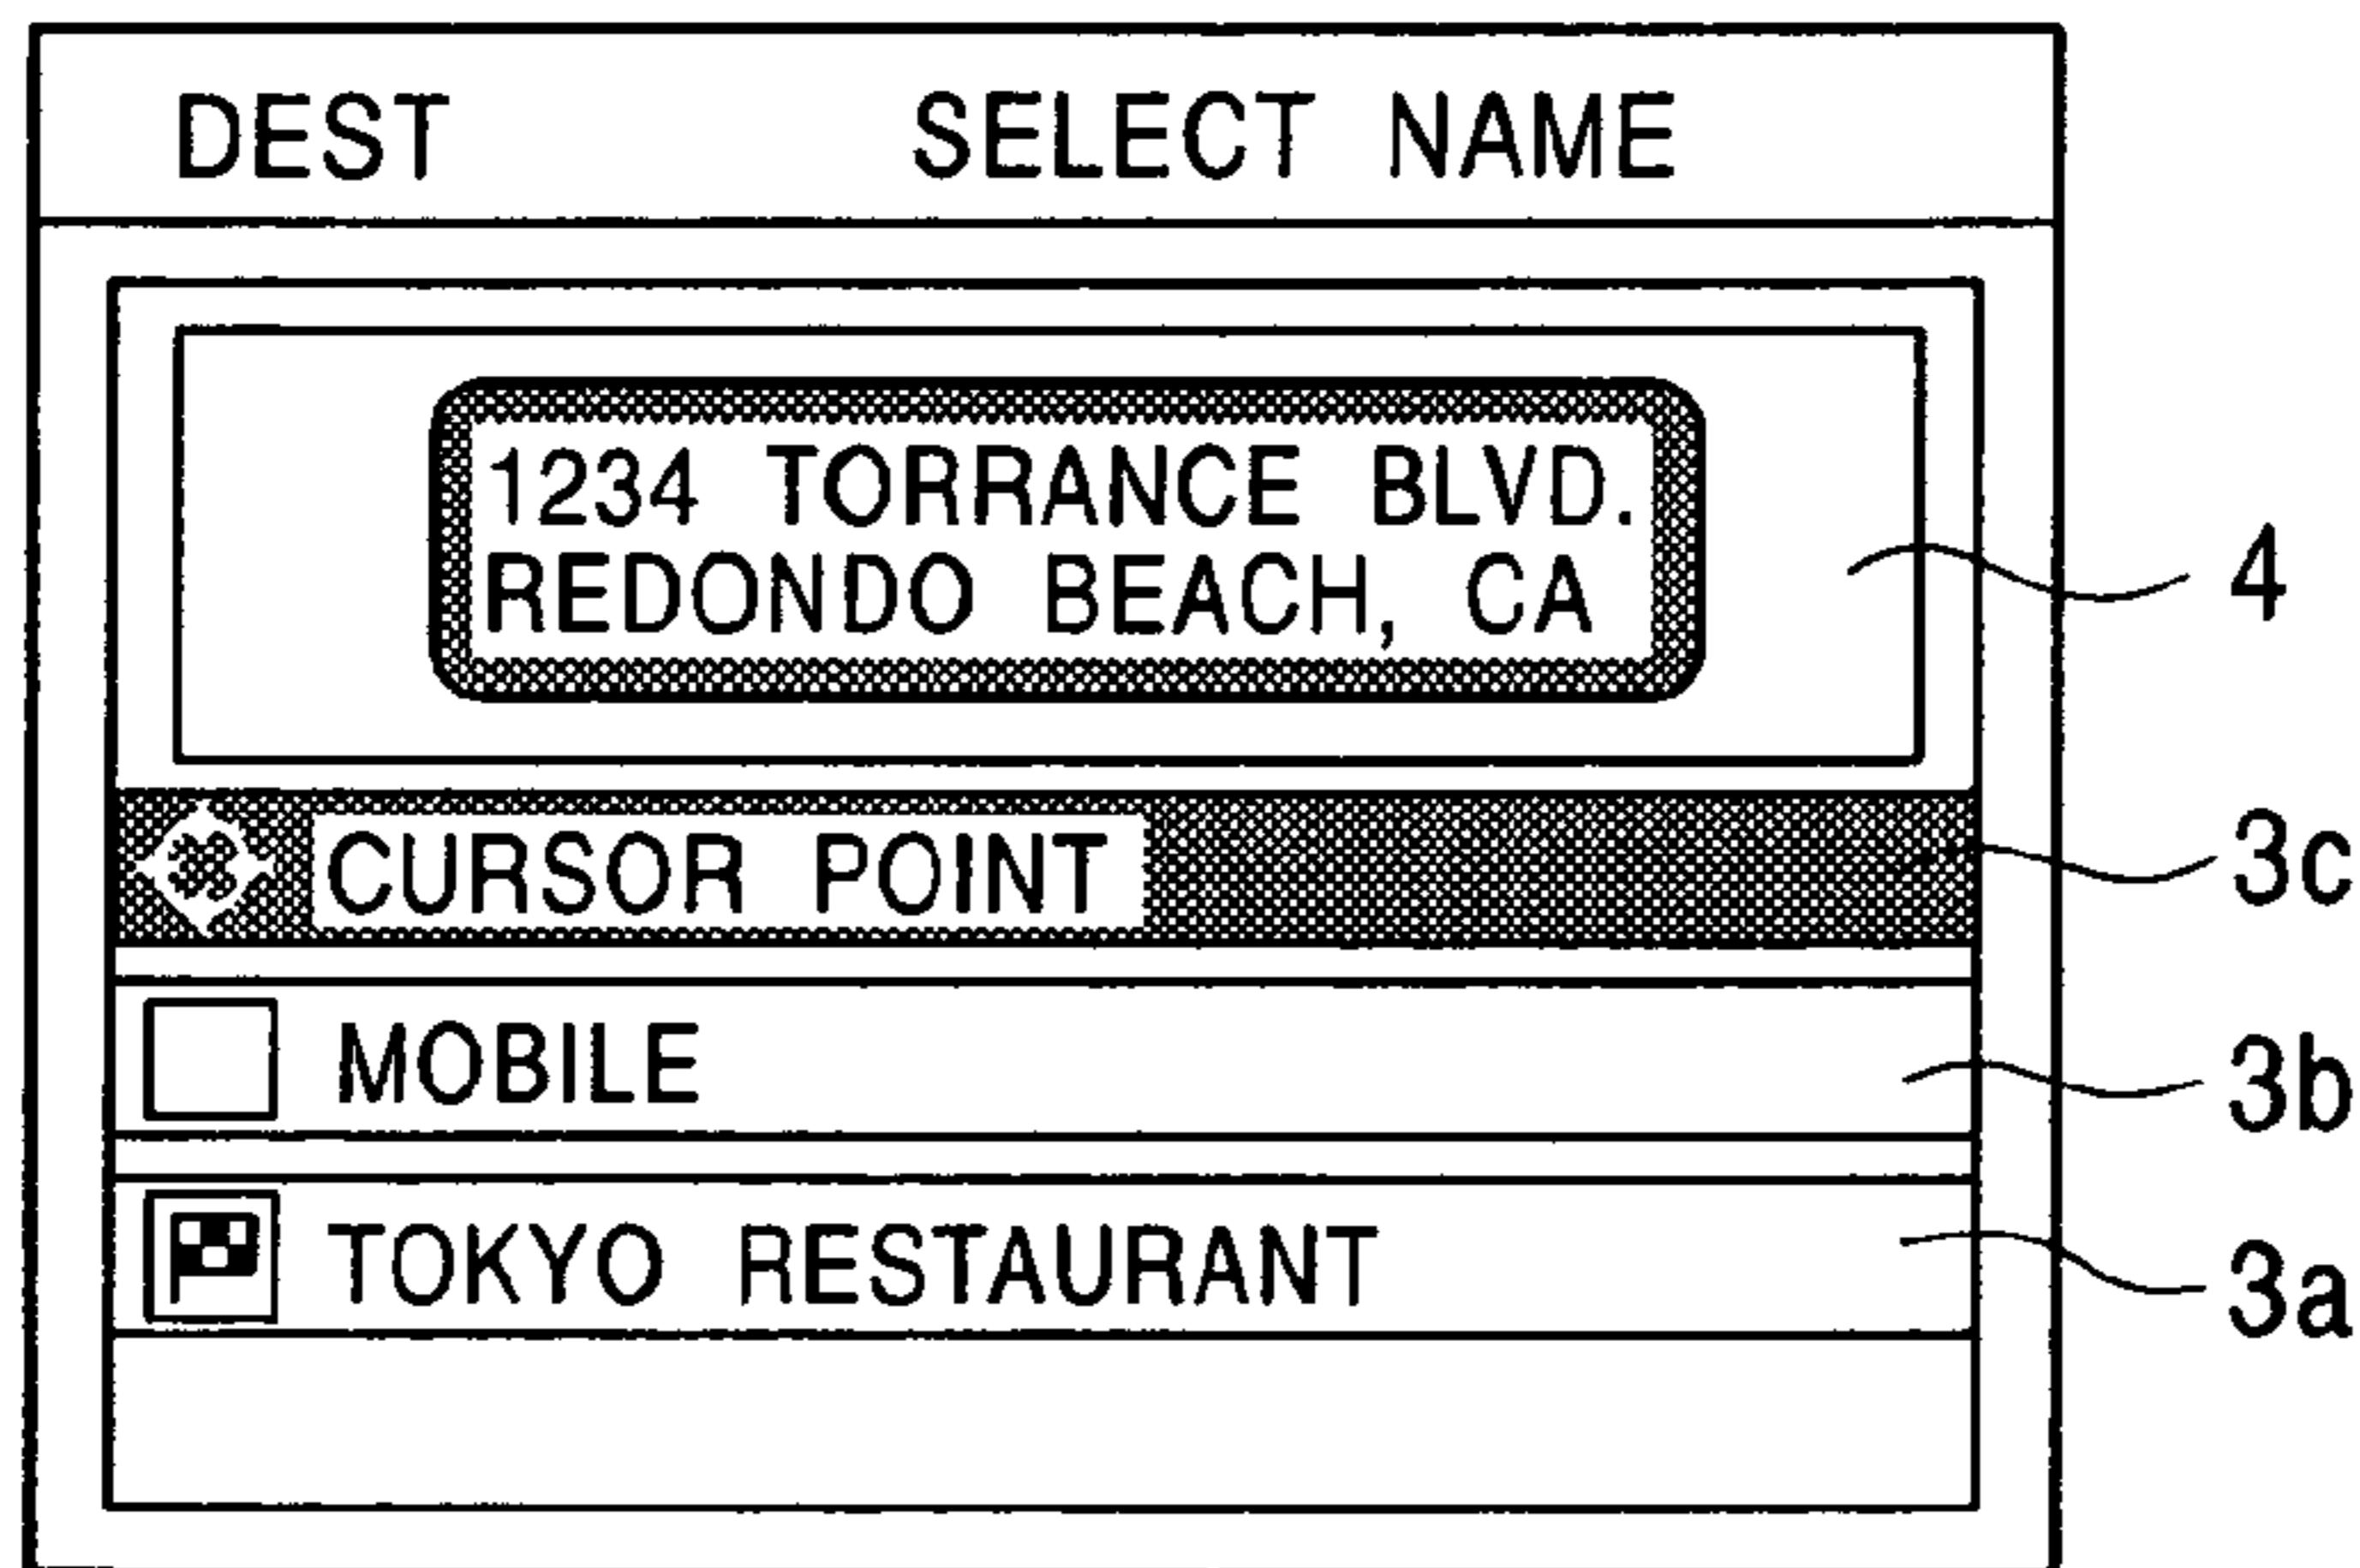 DEST SELECT NAME
1234 TORRANCE BLVD.
REDONDO BEACH, CA
4
CURSOR POINT
3c
MOBILE
3b
TOKYO RESTAURANT
3a